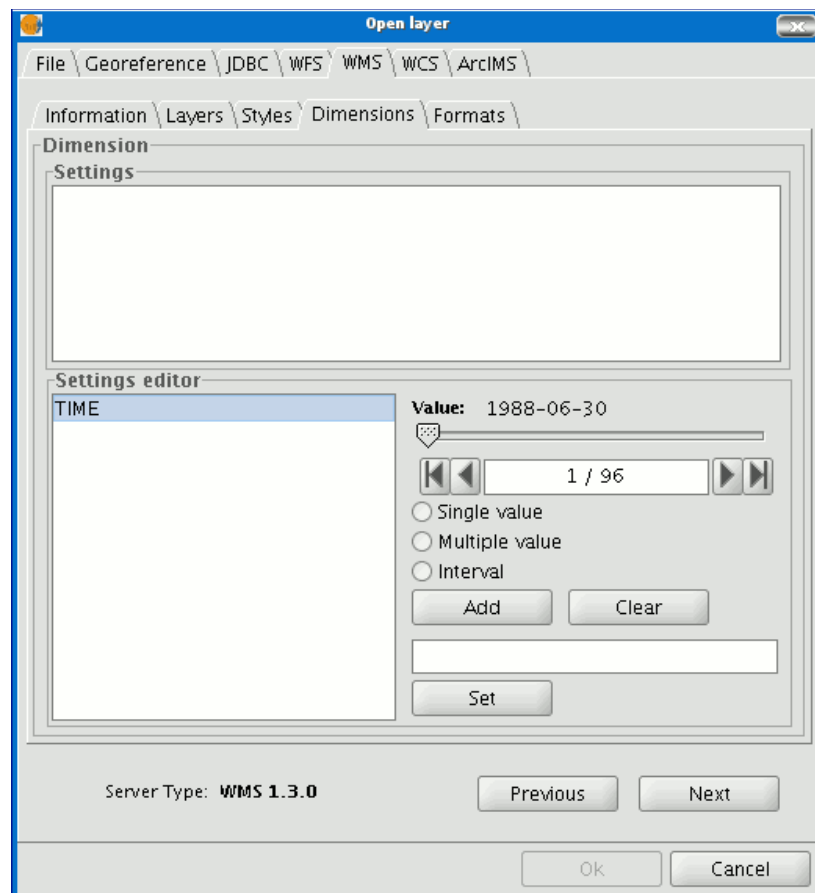 Open layer
File Georeference JDBC WFS WMS WCS ArcIMS
Information Layers Styles Dimensions Formats
Dimension
Settings
Settings editor
TIME
Value: 1988-06-30
1 / 96
Single value
Multiple value
Interval
Add Clear
Set
Server Type: WMS 1.3.0
Previous Next
Ok Cancel